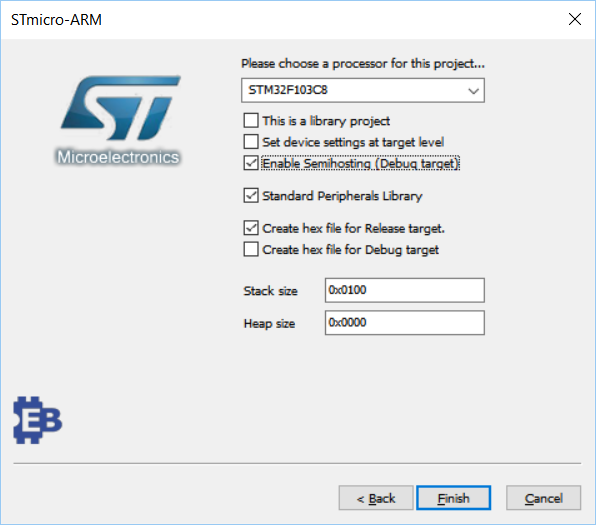 STmicro-ARM
Please choose a processor for this project...
STM32F103C8
This is a library project
Set device settings at target level
Enable Semihosting (Debug target)
Standard Peripherals Library
Create hex file for Release target.
Create hex file for Debug target
Stack size 0x0100
Heap size 0x0000
ST
Microelectronics
EB
< Back Finish Cancel